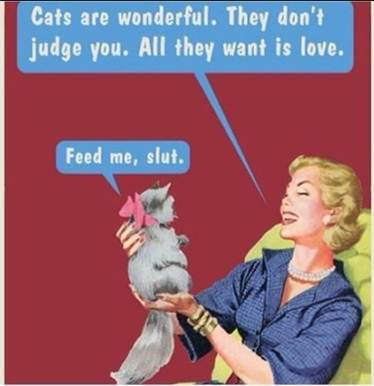 Cats are wonderful. They don't
judge you. All they want is love.
Feed me, slut.